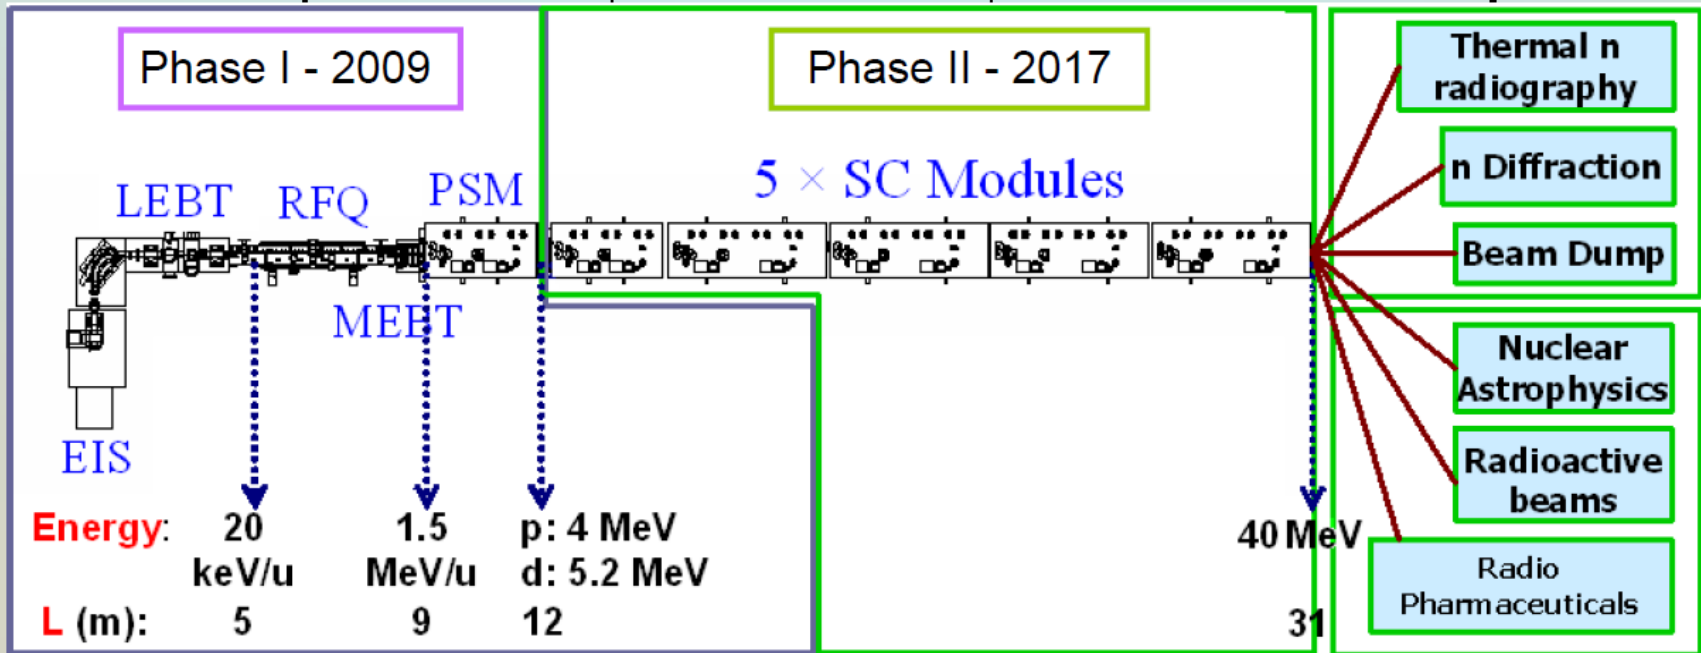 Phase I - 2009
Phase II - 2017
LEBT
RFQ
PSM
5 × SC Modules
MEBT
EIS
Energy: 20 keV/u 1.5 MeV/u p: 4 MeV d: 5.2 MeV 40 MeV
L (m): 5 9 12 31
Thermal n
radiography
n Diffraction
Beam Dump
Nuclear
Astrophysics
Radioactive
beams
Radio
Pharmaceuticals